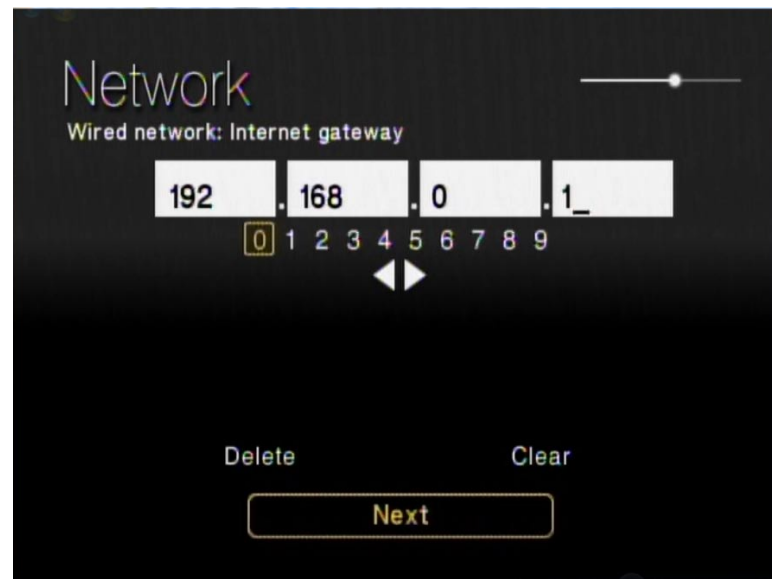 Network
Wired network: Internet gateway
192 . 168 . 0 . 1_
0 1 2 3 4 5 6 7 8 9
Delete Clear
Next